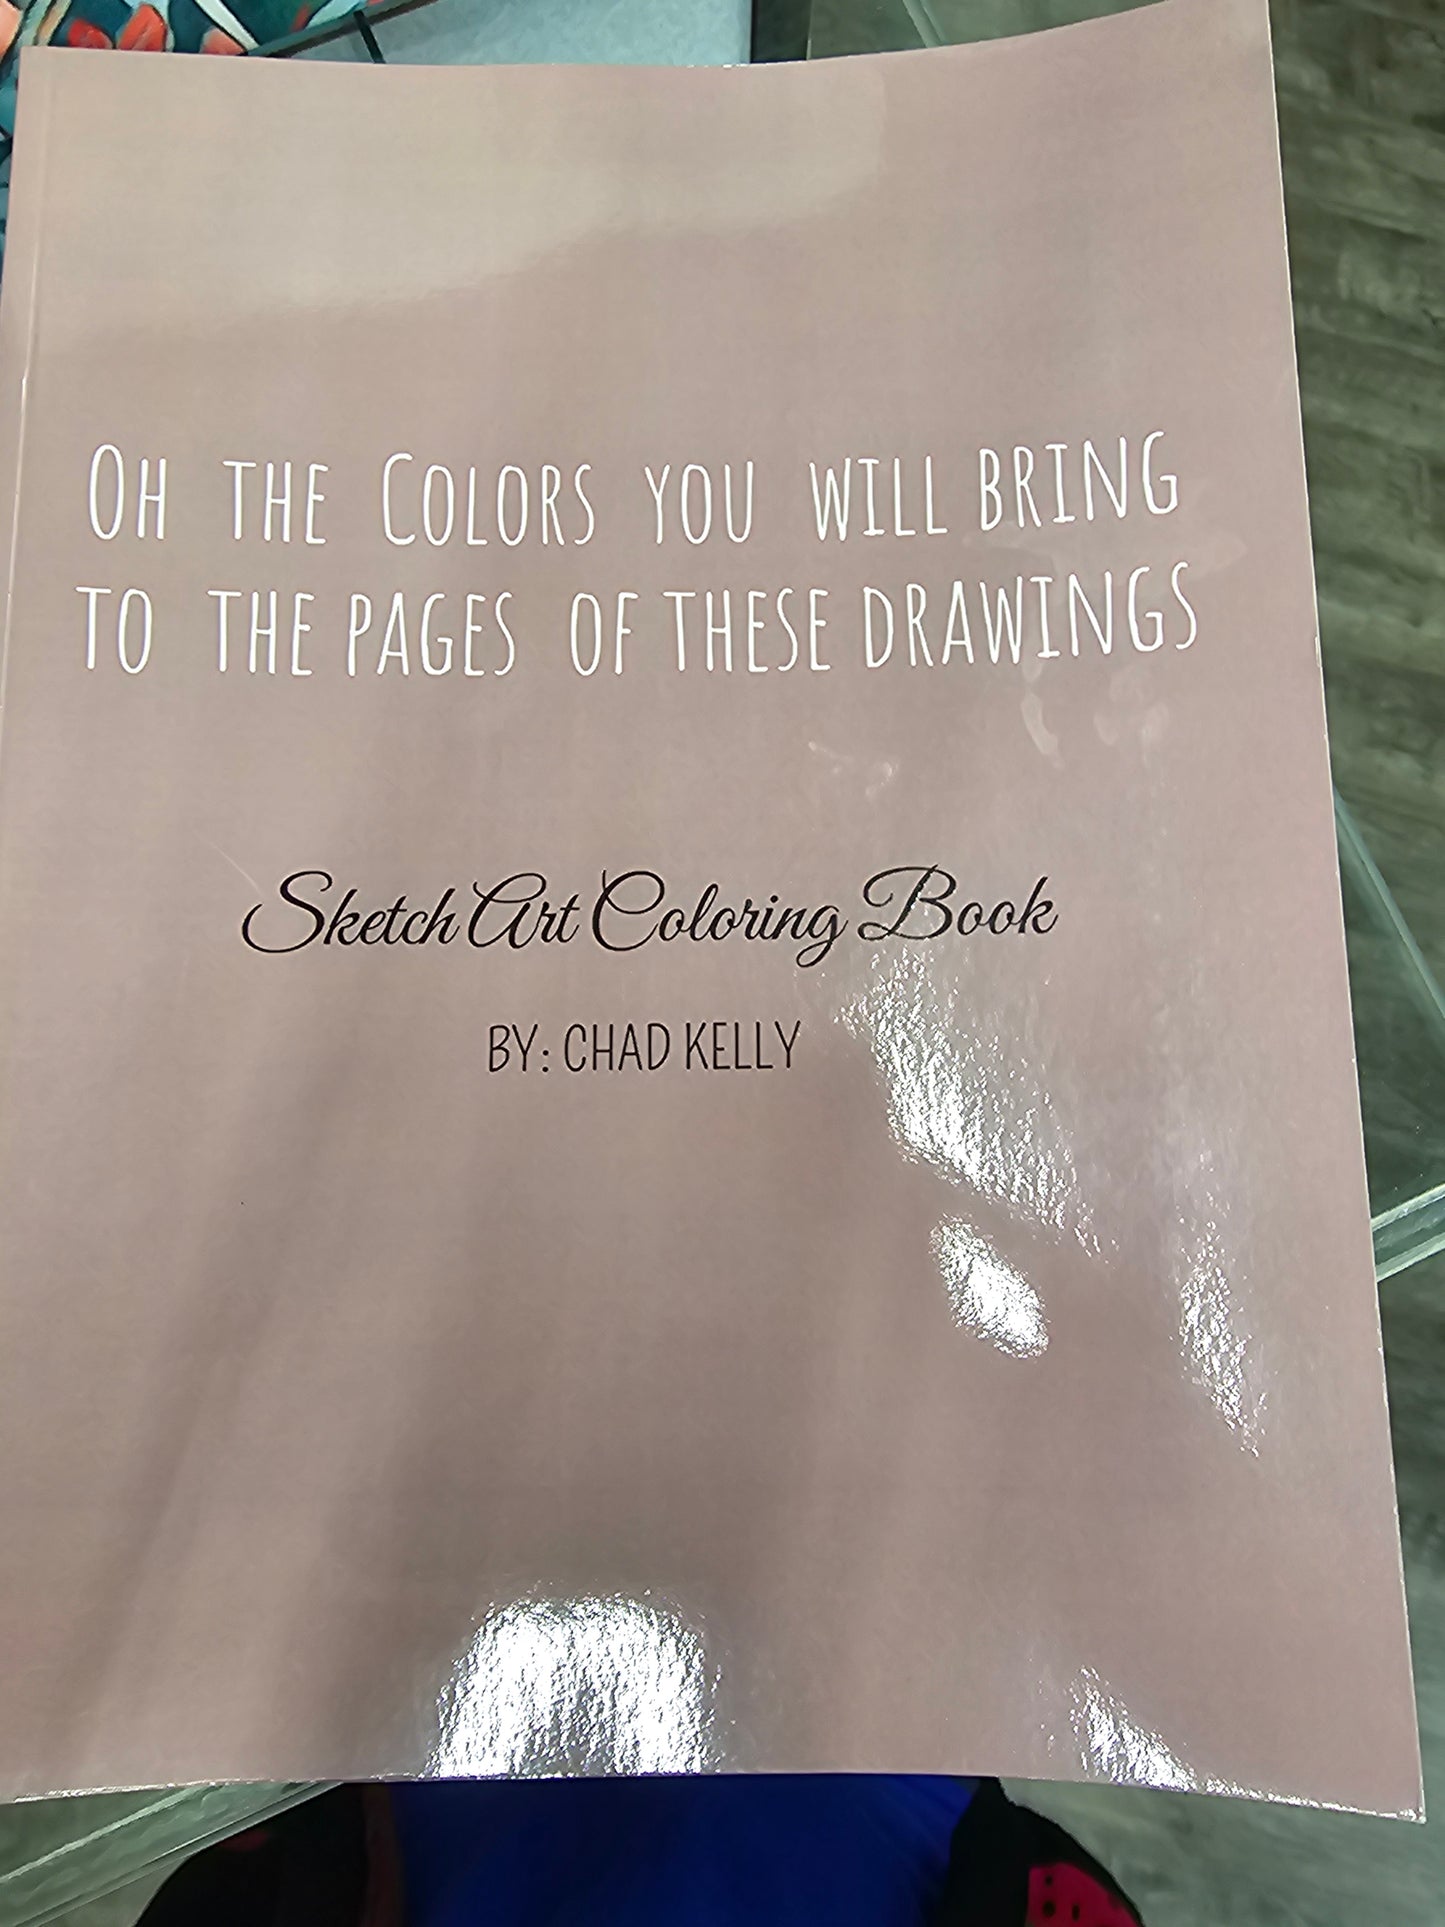 OH THE COLORS YOU WILL BRING
TO THE PAGES OF THESE DRAWINGS
Sketch Art Coloring Book
BY: CHAD KELLY